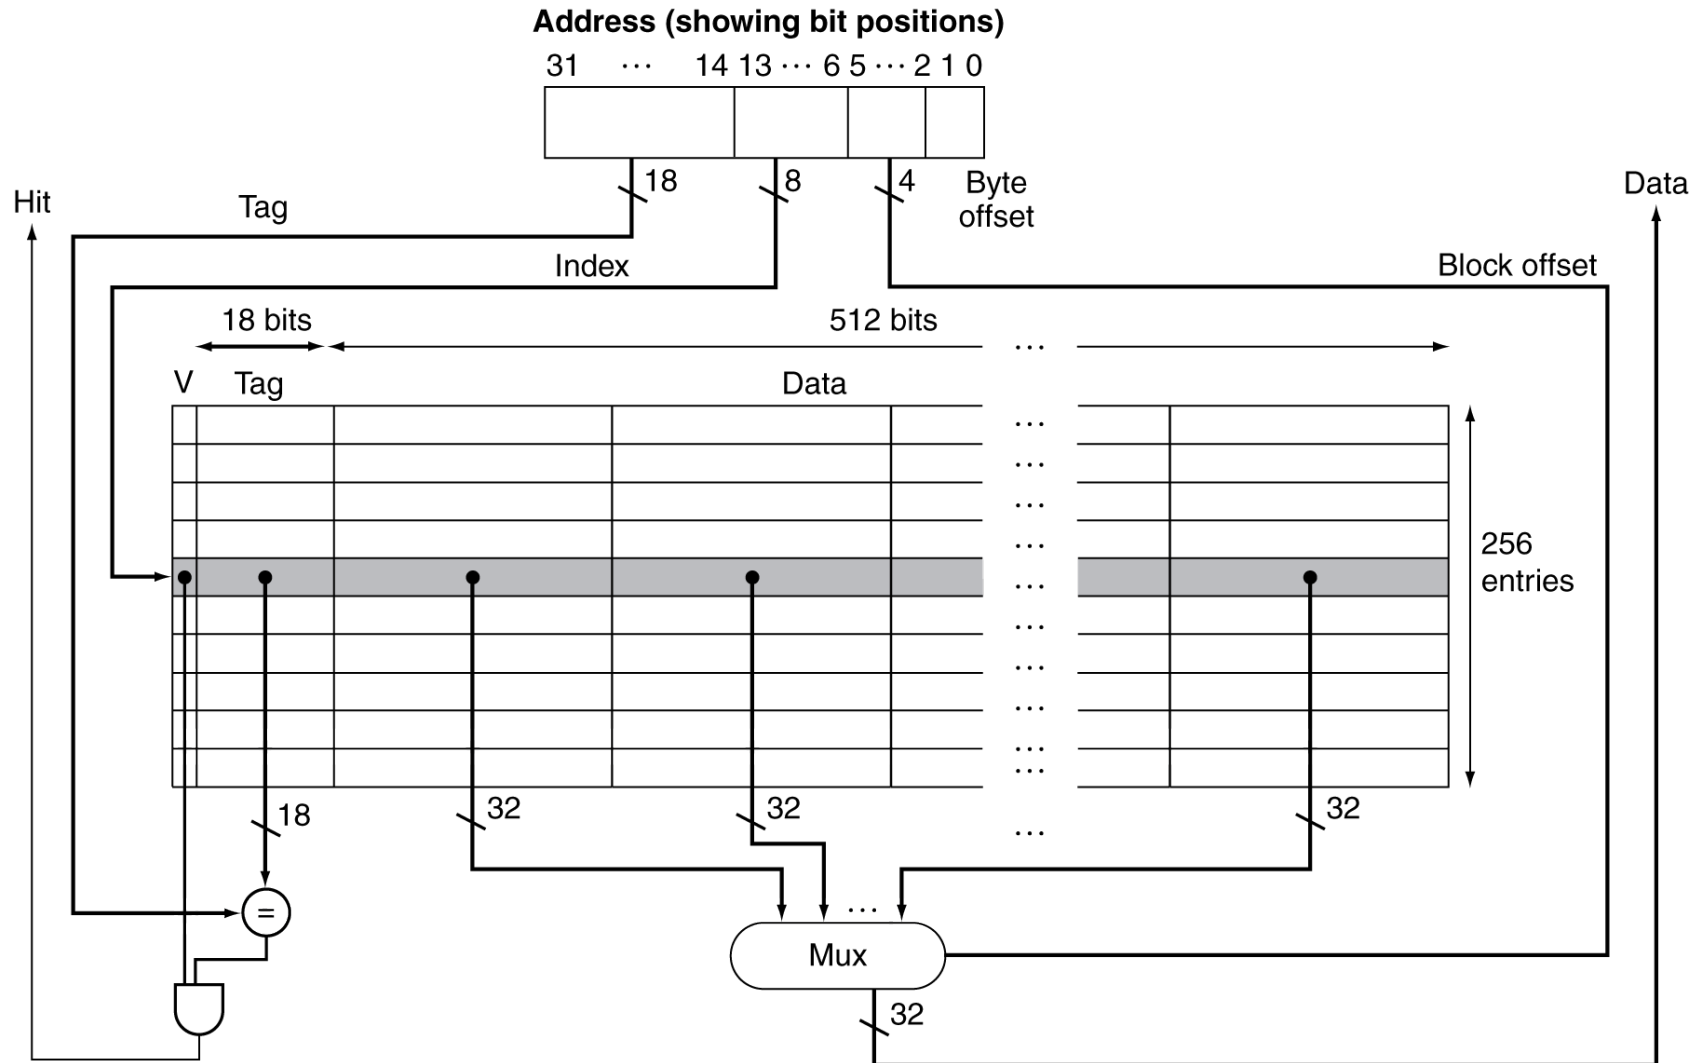 Address (showing bit positions)
31 ... 14 13 ... 6 5 ... 2 1 0
18
8
4
Byte
offset
Hit
Data
Tag
Index
Block offset
18 bits
512 bits
...
V
Tag
Data
...
...
...
...
...
...
...
...
...
...
256
entries
18
32
32
...
32
=
...
Mux
32